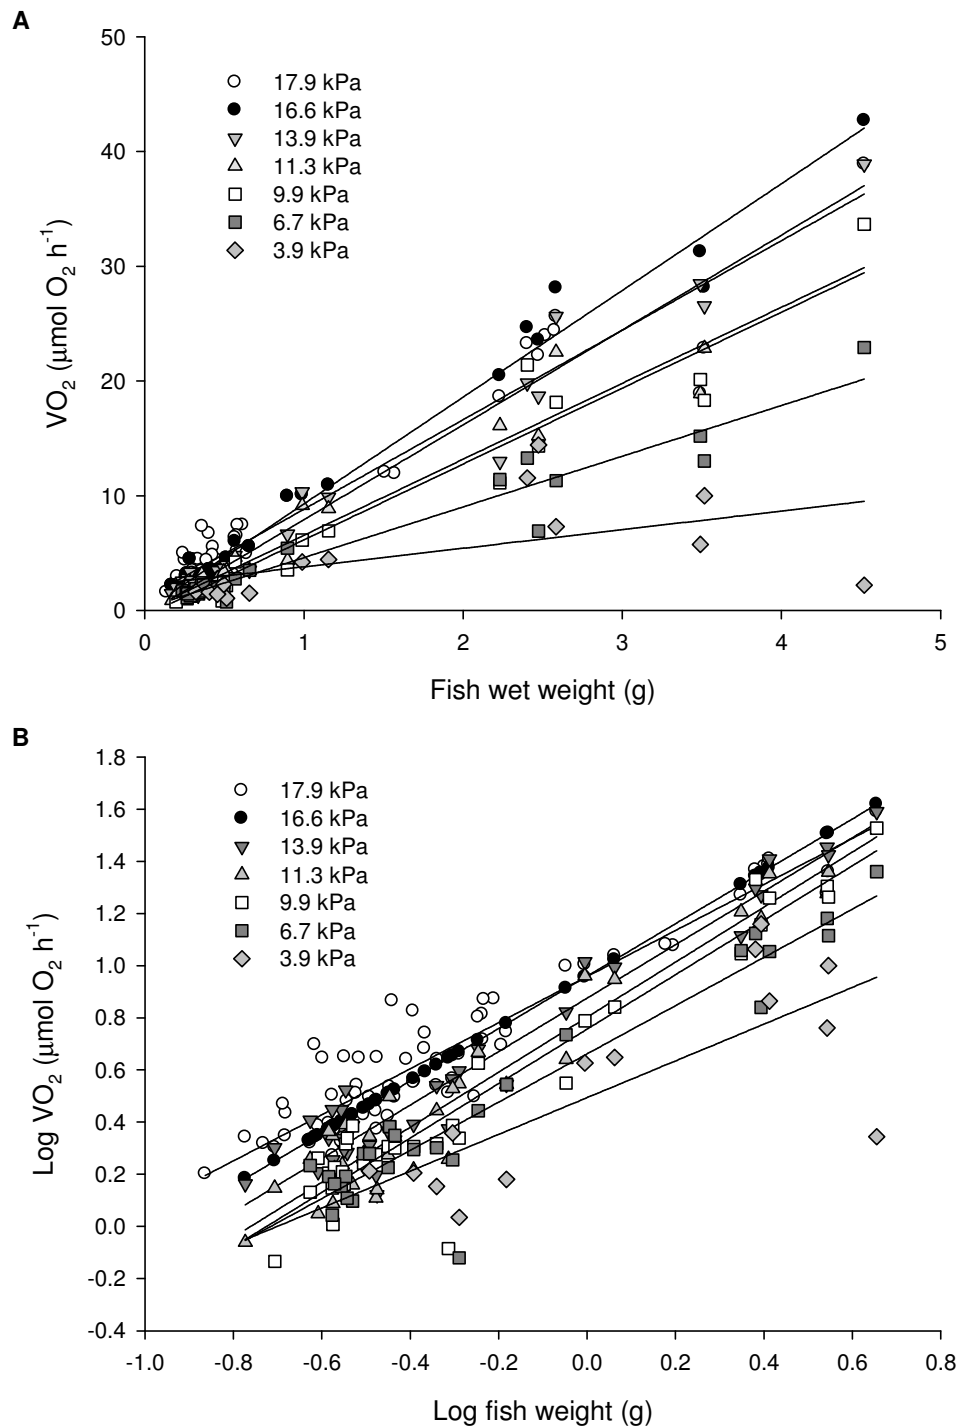 A
50
40
30
20
10
0
VO2 (μmol O2 h-1)
17.9 kPa
16.6 kPa
13.9 kPa
11.3 kPa
9.9 kPa
6.7 kPa
3.9 kPa
0 1 2 3 4 5
Fish wet weight (g)
B
1.8
1.6
1.4
1.2
1.0
0.8
0.6
0.4
0.2
0.0
-0.2
-0.4
Log VO2 (μmol O2 h-1)
17.9 kPa
16.6 kPa
13.9 kPa
11.3 kPa
9.9 kPa
6.7 kPa
3.9 kPa
-1.0 -0.8 -0.6 -0.4 -0.2 0.0 0.2 0.4 0.6 0.8
Log fish weight (g)